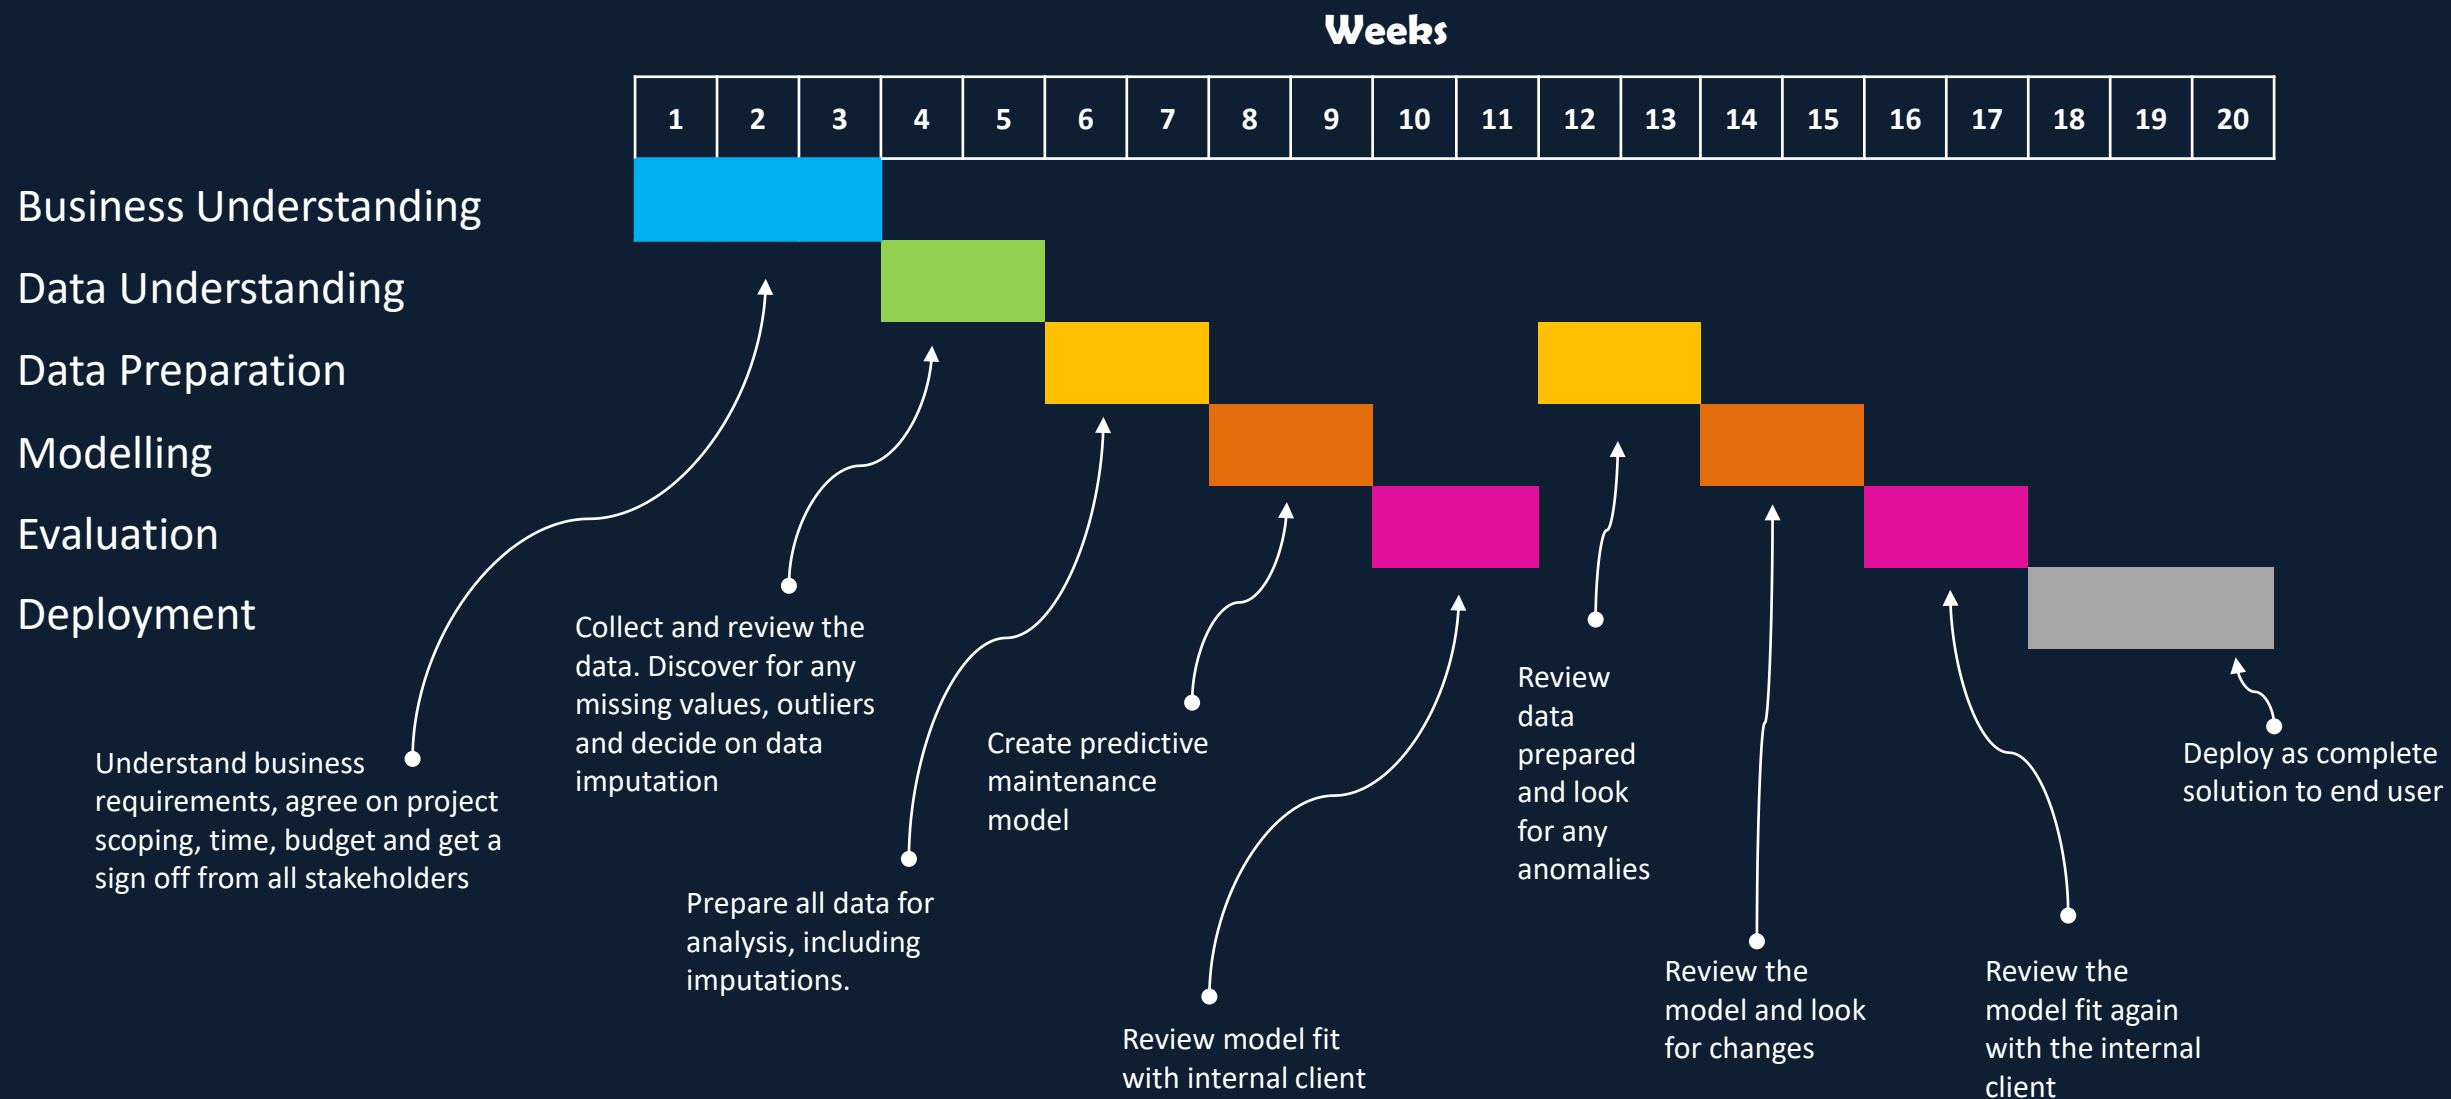 Weeks
1 2 3 4 5 6 7 8 9 10 11 12 13 14 15 16 17 18 19 20
Business Understanding
Data Understanding
Data Preparation
Modelling
Evaluation
Deployment
Understand business
requirements, agree on project
scoping, time, budget and get a
sign off from all stakeholders
Collect and review the
data. Discover for any
missing values, outliers
and decide on data
imputation
Prepare all data for
analysis, including
imputations.
Create predictive
maintenance
model
Review model fit
with internal client
Review
data
prepared
and look
for any
anomalies
Review the
model and look
for changes
Review the
model fit again
with the internal
client
Deploy as complete
solution to end user